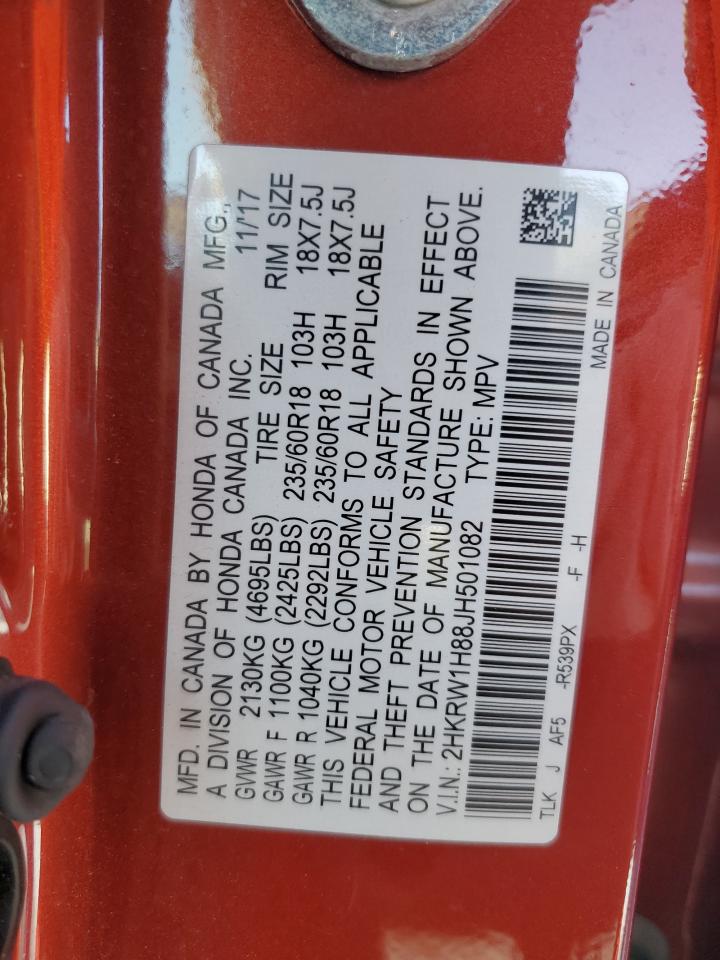 MFD. IN CANADA BY HONDA OF CANADA MFG.,
A DIVISION OF HONDA CANADA INC. 11/'17
GVWR 2130KG (4695LBS) TIRE SIZE RIM SIZE
GAWR F 1100KG (2425LBS) 235/60R18 103H 18X7.5J
GAWR R 1040KG (2292LBS) 235/60R18 103H 18X7.5J
THIS VEHICLE CONFORMS TO ALL APPLICABLE
FEDERAL MOTOR VEHICLE SAFETY
AND THEFT PREVENTION STANDARDS IN EFFECT
ON THE DATE OF MANUFACTURE SHOWN ABOVE.
V.I.N.: 2HKRW1H88JH501082 TYPE: MPV
TLK J AF5 -R539PX -F -H MADE IN CANADA